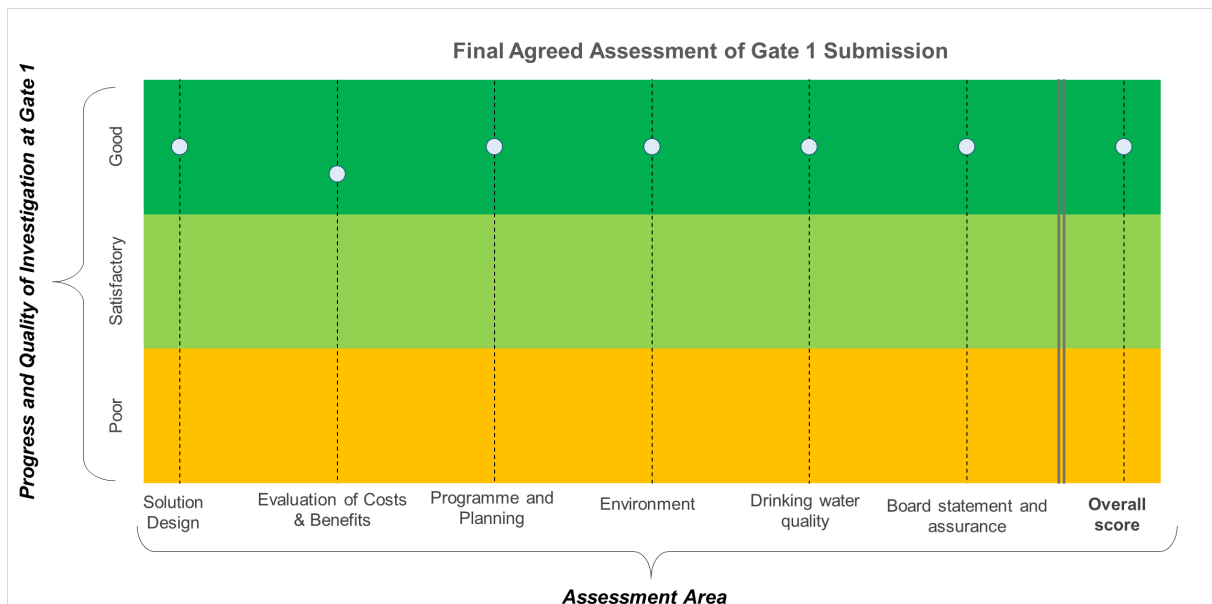 Final Agreed Assessment of Gate 1 Submission
Progress and Quality of Investigation at Gate 1
Good
Satisfactory
Poor
Solution
Design
Evaluation of Costs
& Benefits
Programme and
Planning
Environment
Drinking water
quality
Board statement and
assurance
Overall
score
Assessment Area